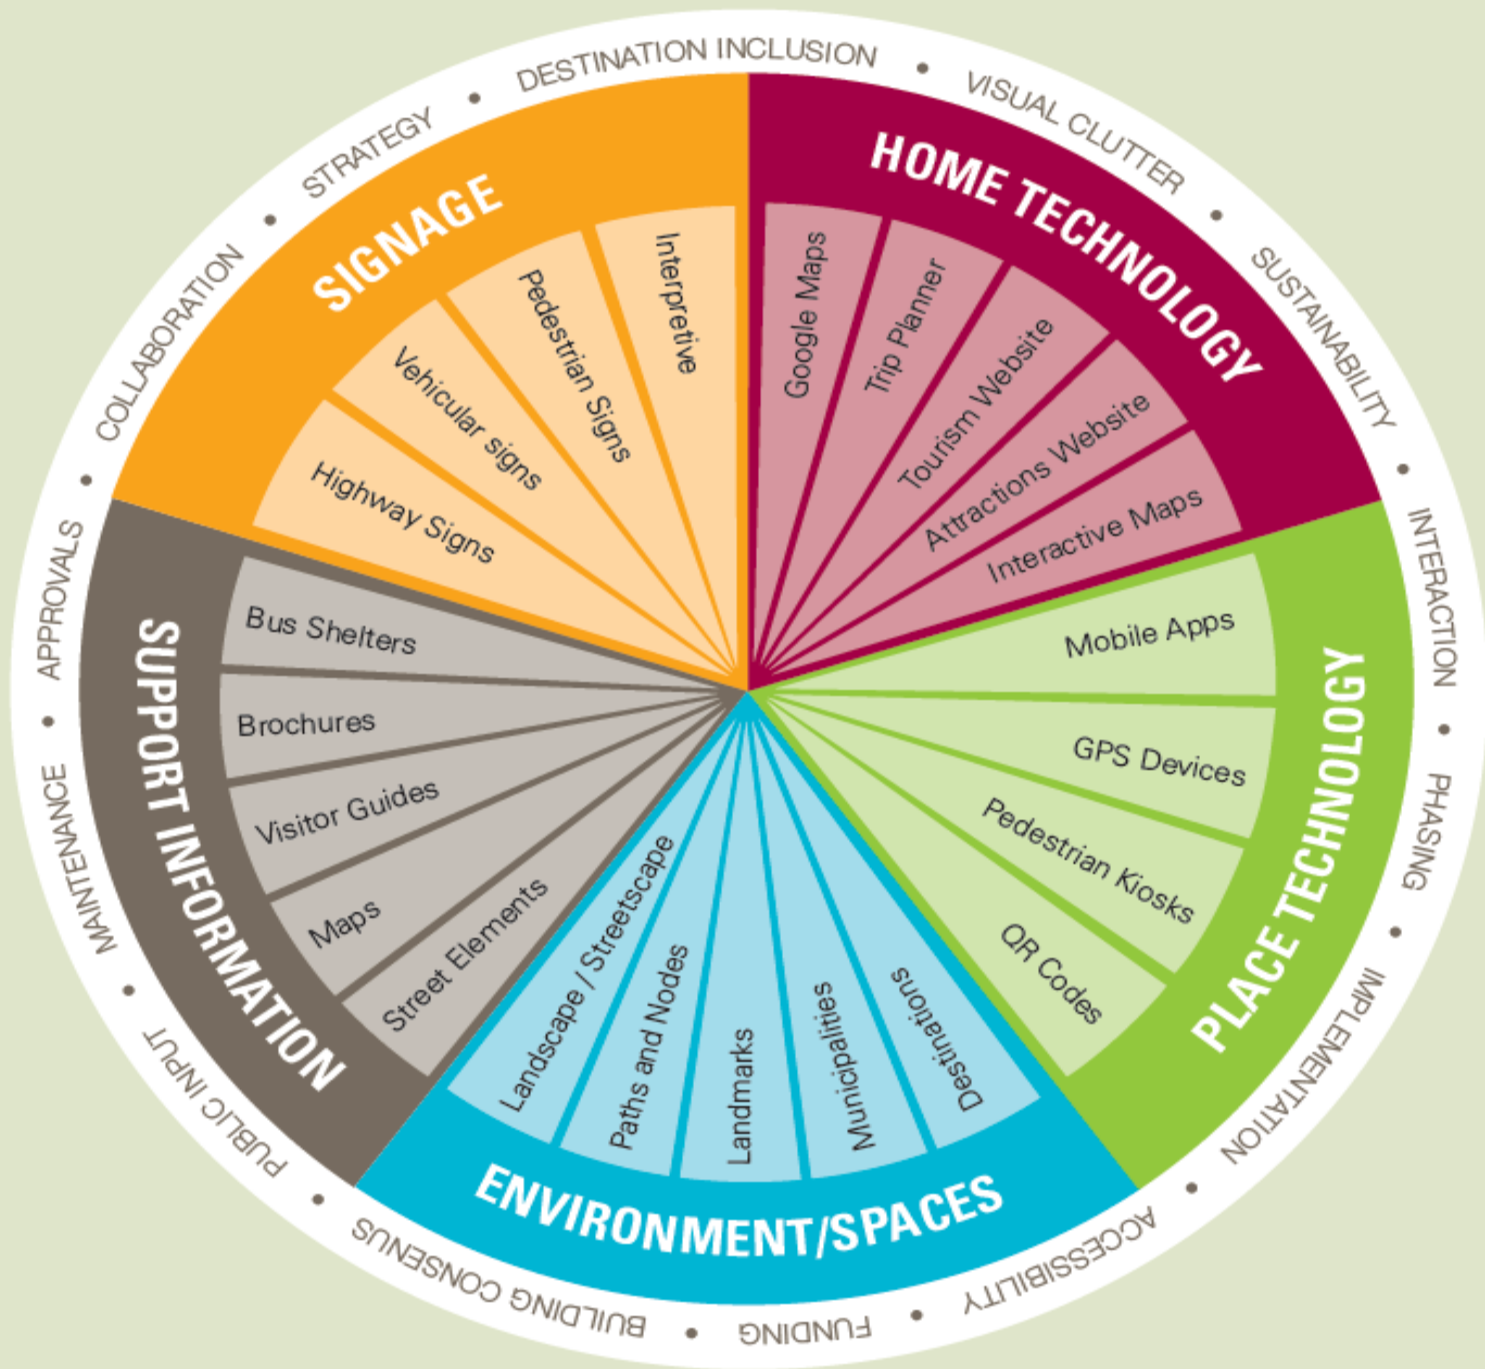 DESTINATION INCLUSION
VISUAL CLUTTER
SUSTAINABILITY
INTERACTION
PHASING
IMPLEMENTATION
ACCESSIBILITY
FUNDING
BUILDING CONSENSUS
PUBLIC INPUT
MAINTENANCE
APPROVALS
COLLABORATION
STRATEGY
HOME TECHNOLOGY
Google Maps
Trip Planner
Tourism Website
Attractions Website
Interactive Maps
PLACE TECHNOLOGY
Mobile Apps
GPS Devices
Pedestrian Kiosks
QR Codes
ENVIRONMENT/SPACES
Landscape / Streetscape
Paths and Nodes
Landmarks
Municipalities
Destinations
SUPPORT INFORMATION
Bus Shelters
Brochures
Visitor Guides
Maps
Street Elements
SIGNAGE
Highway Signs
Vehicular signs
Pedestrian Signs
Interpretive